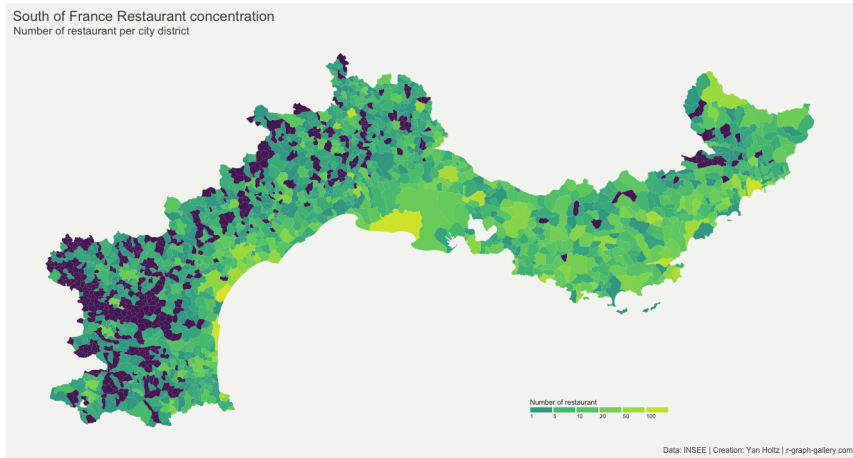 South of France Restaurant concentration
Number of restaurant per city district
Number of restaurant
1 5 10 20 50 100
Data: INSEE | Creation: Yan Holtz | r-graph-gallery.com